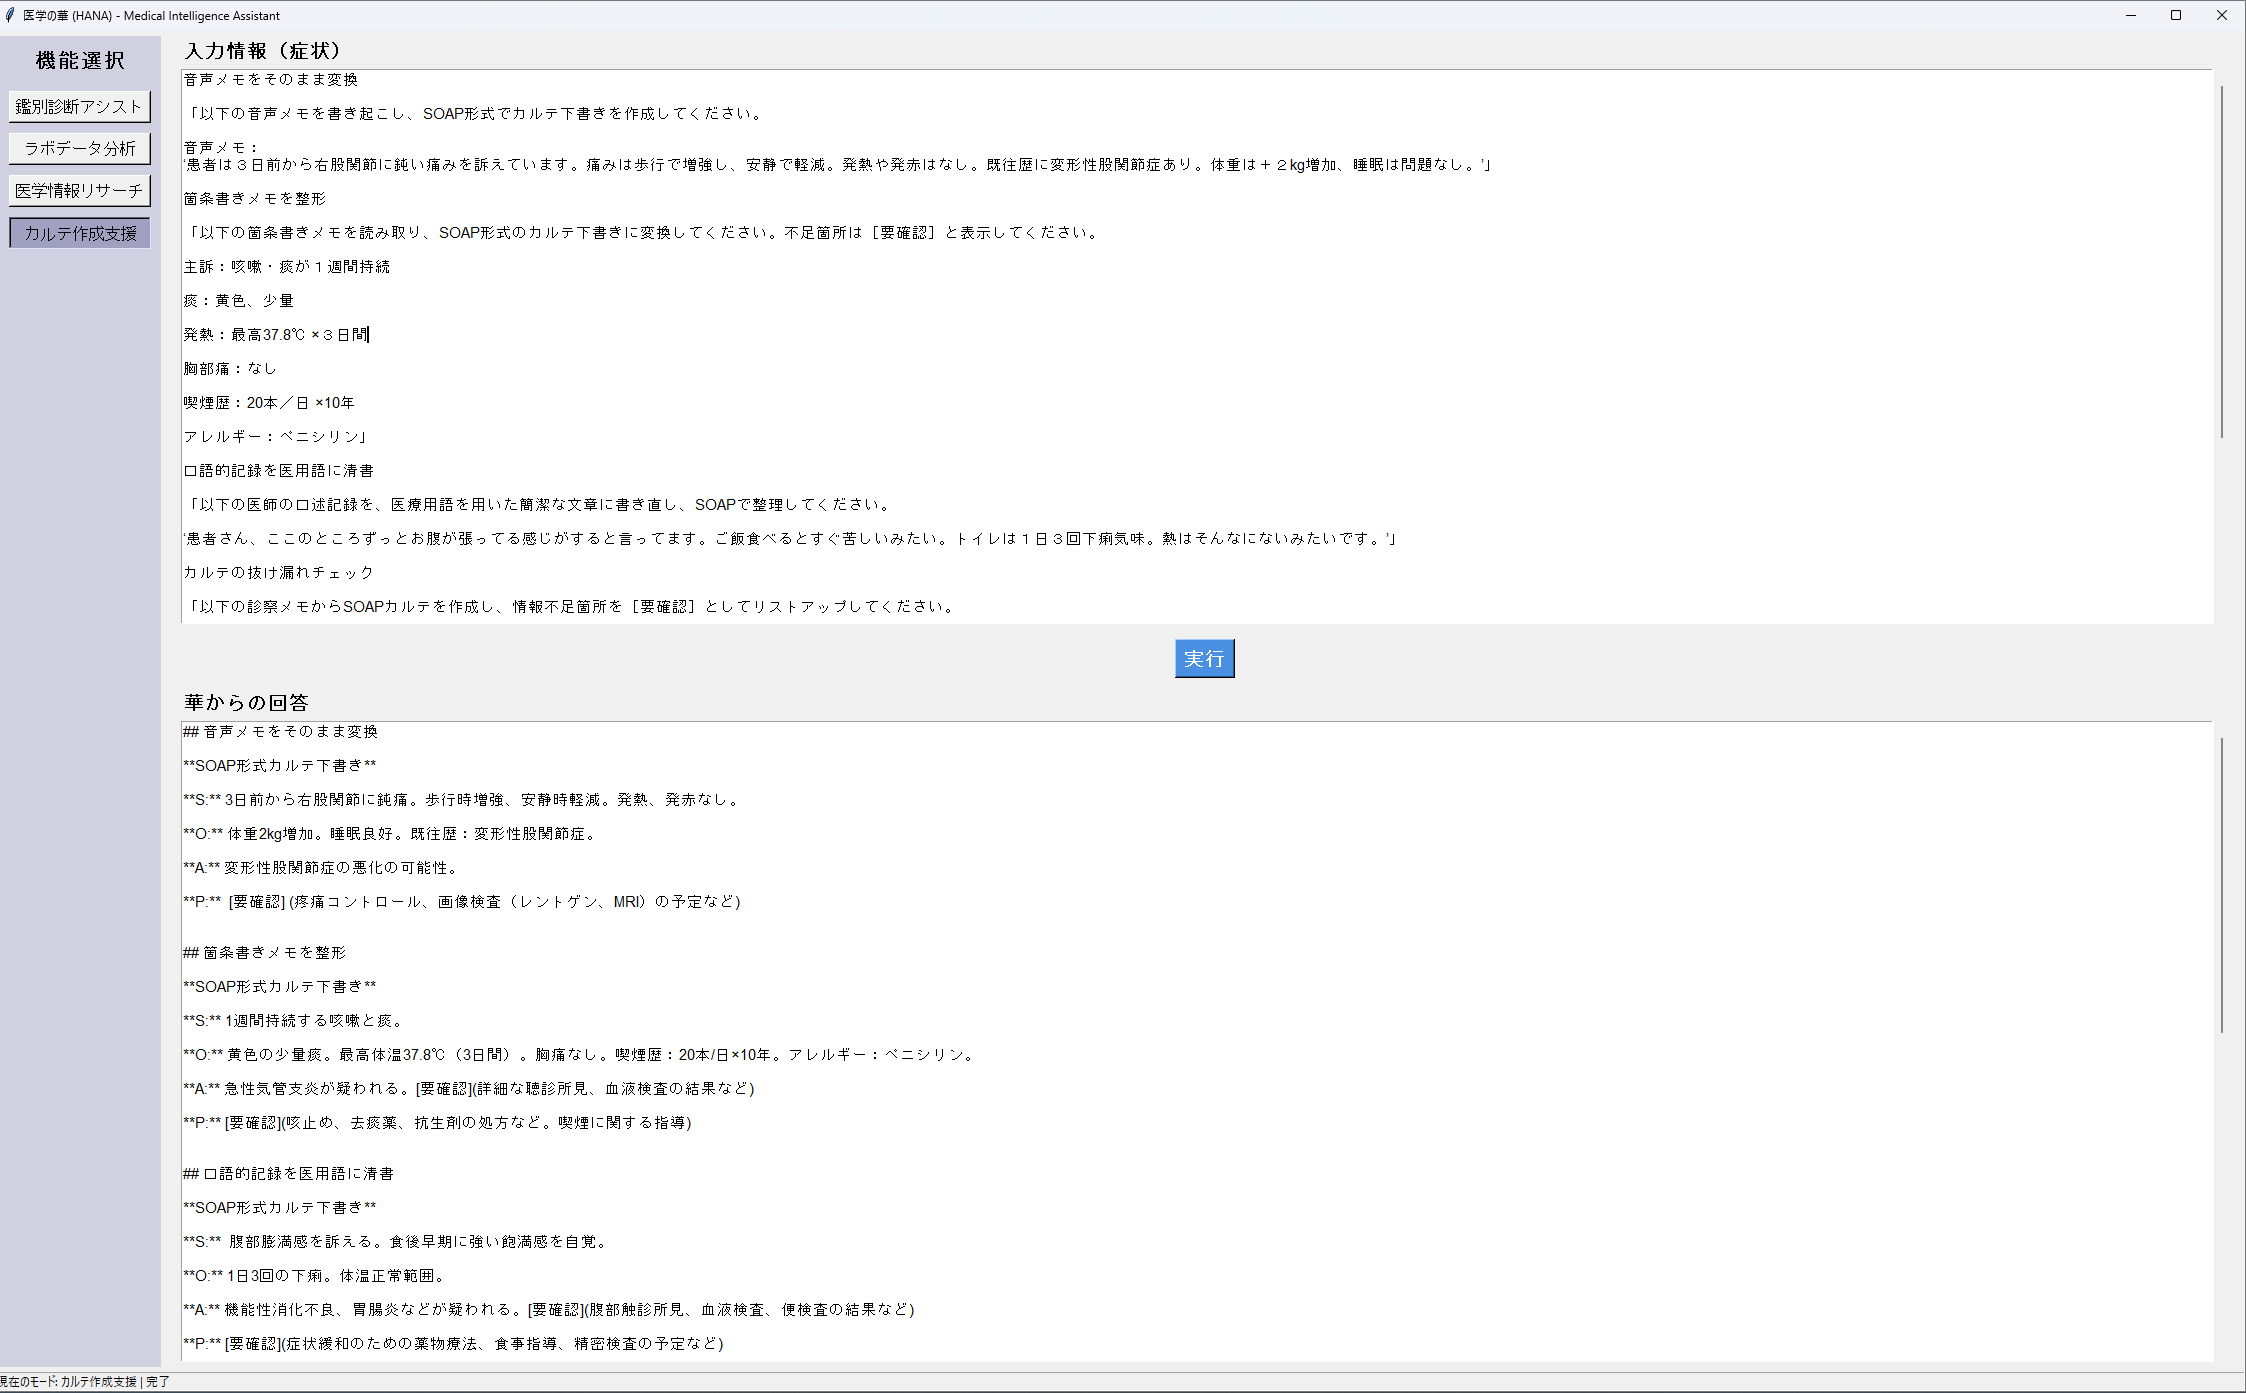 医学の華 (HANA) - Medical Intelligence Assistant
機能選択
鑑別診断アシスト
ラボデータ分析
医学情報リサーチ
カルテ作成支援
入力情報（症状）
音声メモをそのまま変換
「以下の音声メモを書き起こし、SOAP形式でカルテ下書きを作成してください。
音声メモ：
‘患者は３日前から右股関節に鈍い痛みを訴えています。痛みは歩行で増強し、安静で軽減。発熱や発赤はなし。既往歴に変形性股関節症あり。体重は＋２kg増加、睡眠は問題なし。’」
箇条書きメモを整形
「以下の箇条書きメモを読み取り、SOAP形式のカルテ下書きに変換してください。不足箇所は［要確認］と表示してください。
主訴：咳嗽・痰が１週間持続
痰：黄色、少量
発熱：最高37.8℃ ×３日間
胸部痛：なし
喫煙歴：20本／日 ×10年
アレルギー：ペニシリン」
口語的記録を医用語に清書
「以下の医師の口述記録を、医療用語を用いた簡潔な文章に書き直し、SOAPで整理してください。
‘患者さん、ここのところずっとお腹が張ってる感じがすると言ってます。ご飯食べるとすぐ苦しいみたい。トイレは１日３回下痢気味。熱はそんなにないみたいです。’」
カルテの抜け漏れチェック
「以下の診察メモからSOAPカルテを作成し、情報不足箇所を［要確認］としてリストアップしてください。
実行
華からの回答
## 音声メモをそのまま変換
**SOAP形式カルテ下書き**
**S:** 3日前から右股関節に鈍痛。歩行時増強、安静時軽減。発熱、発赤なし。
**O:** 体重2kg増加。睡眠良好。既往歴：変形性股関節症。
**A:** 変形性股関節症の悪化の可能性。
**P:**  [要確認] (疼痛コントロール、画像検査（レントゲン、MRI）の予定など)
## 箇条書きメモを整形
**SOAP形式カルテ下書き**
**S:** 1週間持続する咳嗽と痰。
**O:** 黄色の少量痰。最高体温37.8℃（3日間）。胸痛なし。喫煙歴：20本/日×10年。アレルギー：ペニシリン。
**A:** 急性気管支炎が疑われる。[要確認](詳細な聴診所見、血液検査の結果など)
**P:** [要確認](咳止め、去痰薬、抗生剤の処方など。喫煙に関する指導)
## 口語的記録を医用語に清書
**SOAP形式カルテ下書き**
**S:**  腹部膨満感を訴える。食後早期に強い飽満感を自覚。
**O:** 1日3回の下痢。体温正常範囲。
**A:** 機能性消化不良、胃腸炎などが疑われる。[要確認](腹部触診所見、血液検査、便検査の結果など)
**P:** [要確認](症状緩和のための薬物療法、食事指導、精密検査の予定など)
現在のモード: カルテ作成支援 | 完了